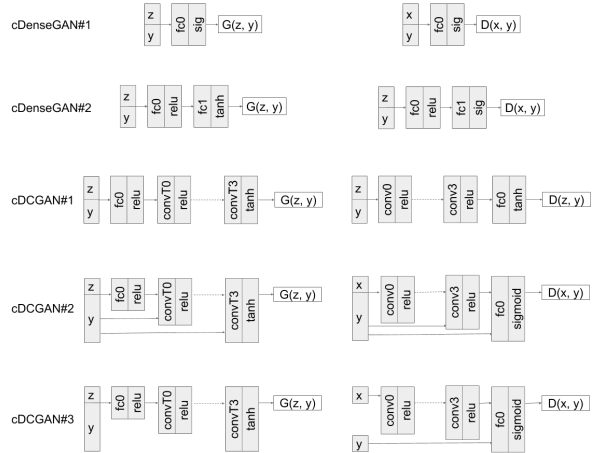 cDenseGAN#1
z
y
fc0
sig
G(z, y)
x
y
fc0
sig
D(x, y)
cDenseGAN#2
z
y
fc0
relu
fc1
tanh
G(z, y)
z
y
fc0
relu
fc1
sig
D(x, y)
cDCGAN#1
z
y
fc0
relu
convT0
relu
convT3
tanh
G(z, y)
z
y
conv0
relu
conv3
relu
fc0
tanh
D(z, y)
cDCGAN#2
z
y
fc0
relu
convT0
relu
convT3
tanh
G(z, y)
x
y
conv0
relu
conv3
relu
fc0
sigmoid
D(x, y)
cDCGAN#3
z
y
fc0
relu
convT0
relu
convT3
tanh
G(z, y)
x
y
conv0
relu
conv3
relu
fc0
sigmoid
D(x, y)